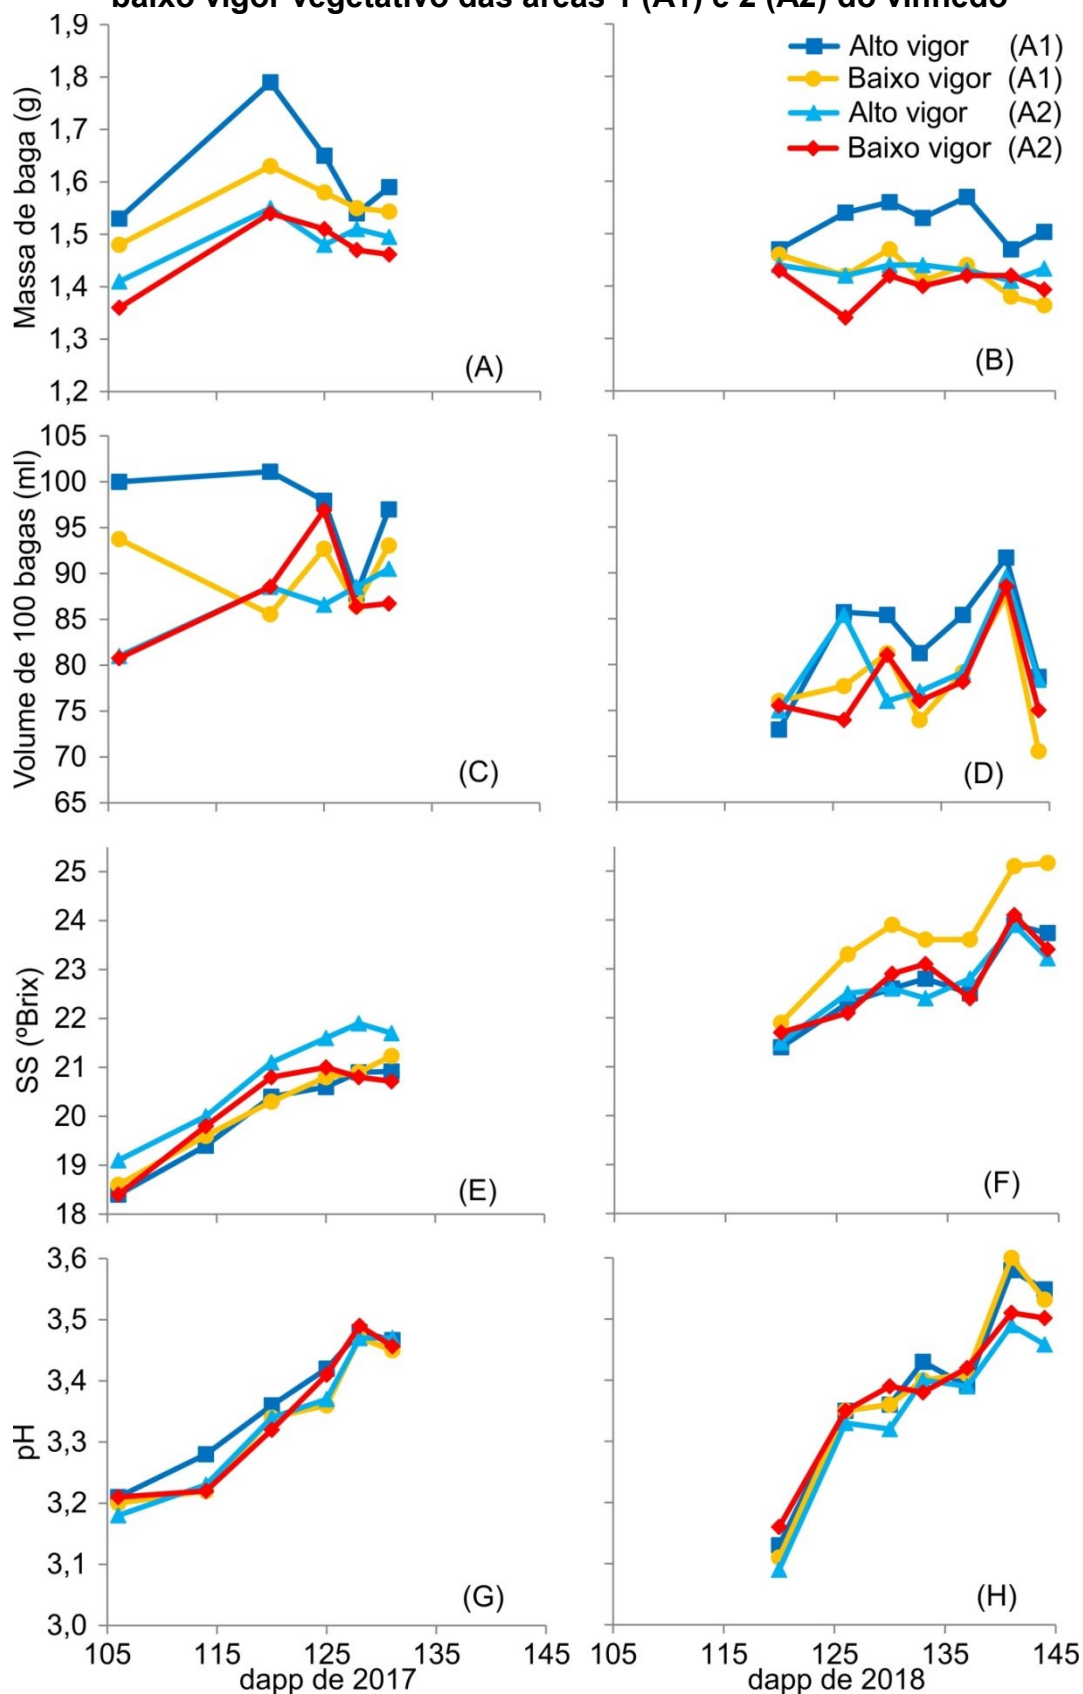 baixo vigor vegetativo das áreas 1 (A1) e 2 (A2) do vinhedo
Alto vigor (A1)
Baixo vigor (A1)
Alto vigor (A2)
Baixo vigor (A2)
Massa de baga (g)
1,9
1,8
1,7
1,6
1,5
1,4
1,3
1,2
(A)
(B)
Volume de 100 bagas (ml)
105
100
95
90
85
80
75
70
65
(C)
(D)
SS (ºBrix)
25
24
23
22
21
20
19
18
(E)
(F)
pH
3,6
3,5
3,4
3,3
3,2
3,1
3,0
(G)
(H)
105 115 125 135 145
105 115 125 135 145
dapp de 2017
dapp de 2018